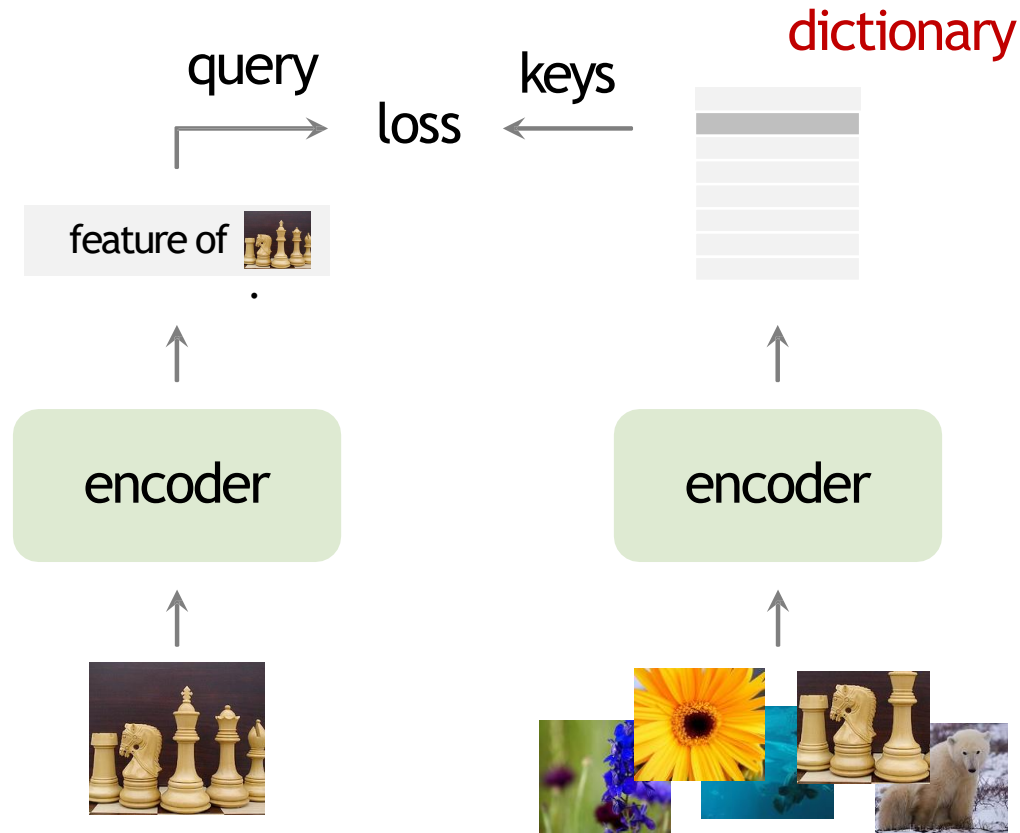 dictionary
query
keys
loss
feature of
.
encoder
encoder